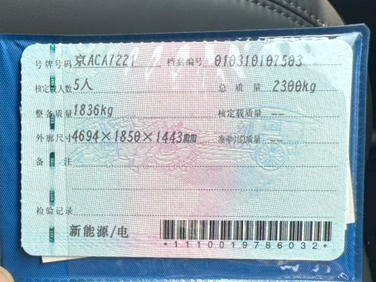 号牌号码 京ACA7221 档案编号 010310107503
核定载人数 5人 总质量 2300kg
整备质量 1836kg 核定载质量 --
外廓尺寸 4694×1850×1443mm 准牵引总质量 --
备注
检验记录
新能源/电
*1110019786032*